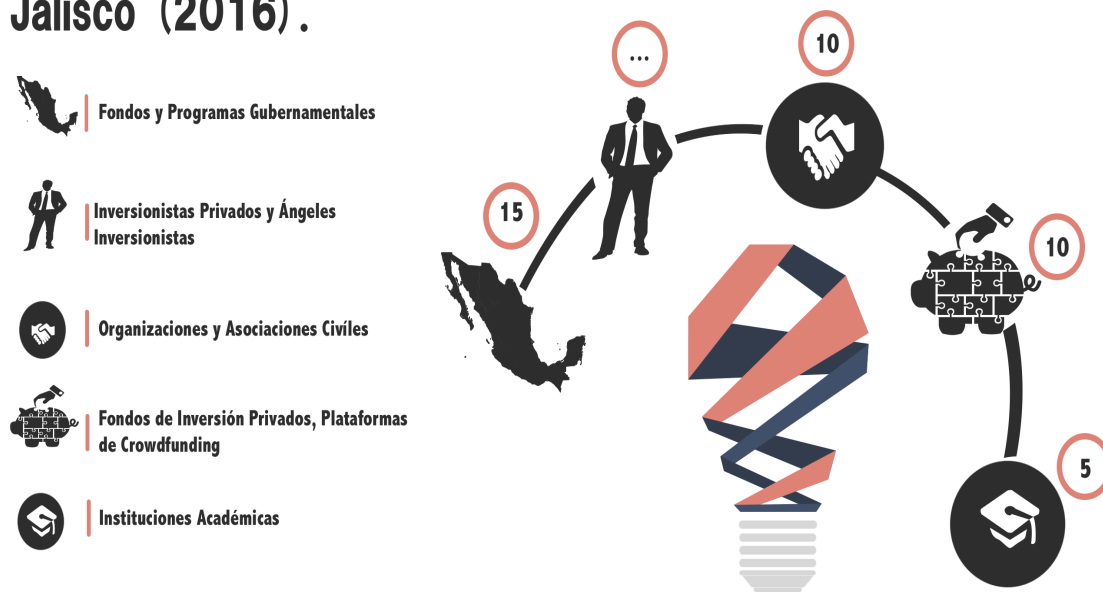 Jalisco (2016).
Fondos y Programas Gubernamentales
Inversionistas Privados y Ángeles
Inversionistas
Organizaciones y Asociaciones Civíles
Fondos de Inversión Privados, Plataformas
de Crowdfunding
Instituciones Académicas
15
...
10
10
5